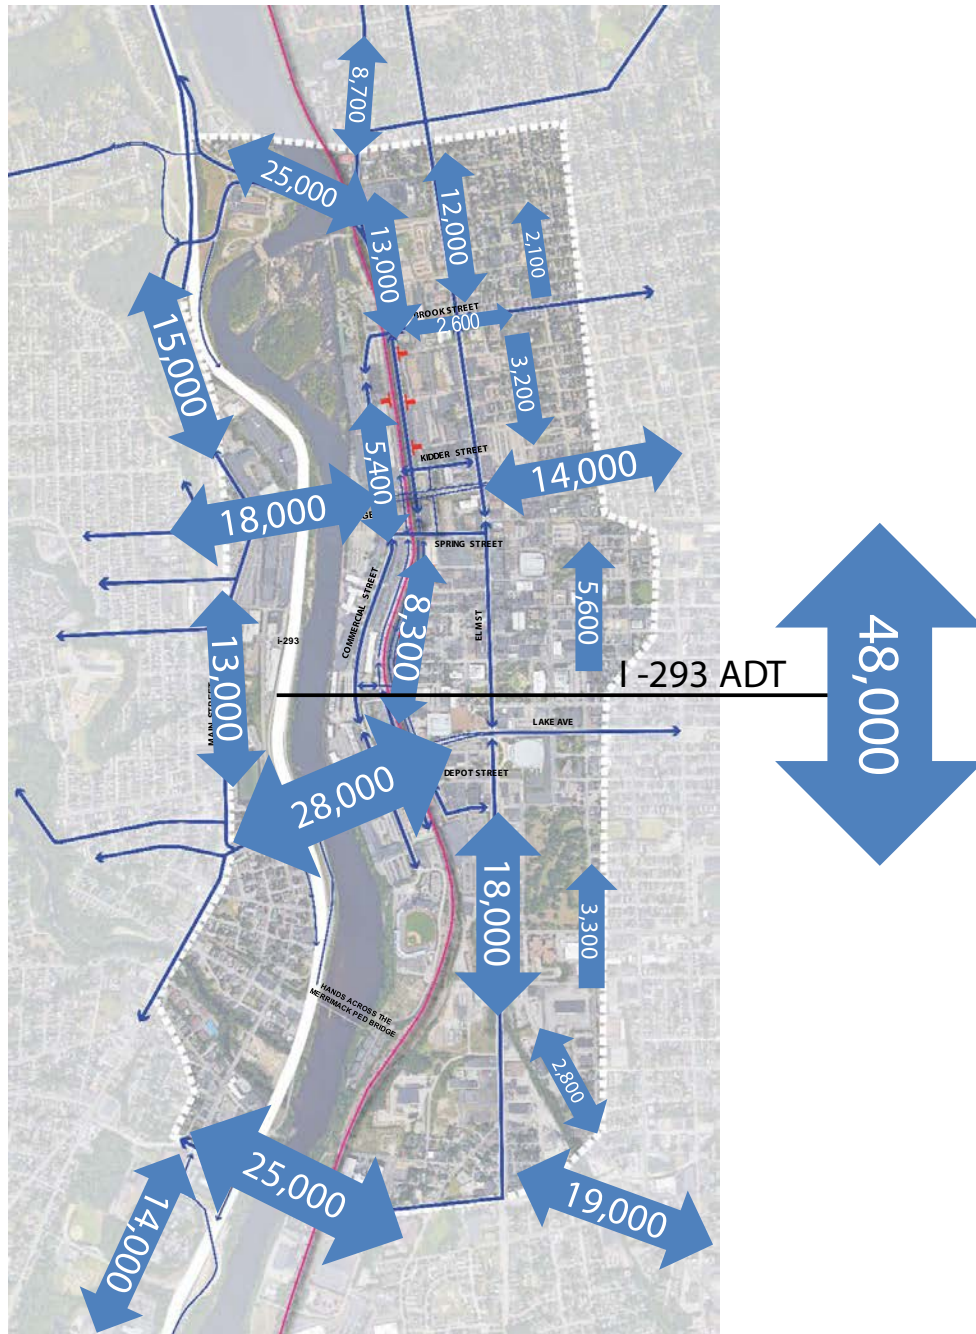 8,700
25,000
12,000
13,000
2,100
BROOK STREET
2,600
15,000
3,200
5,400
KIDDER STREET
14,000
18,000
GE
SPRING STREET
COMMERCIAL STREET
8,300
ELM ST
5,600
13,000
i-293
I -293 ADT
48,000
MAIN STREET
LAKE AVE
DEPOT STREET
28,000
18,000
3,300
HANDS ACROSS THE
MERRIMACK PED BRIDGE
2,800
25,000
19,000
14,000